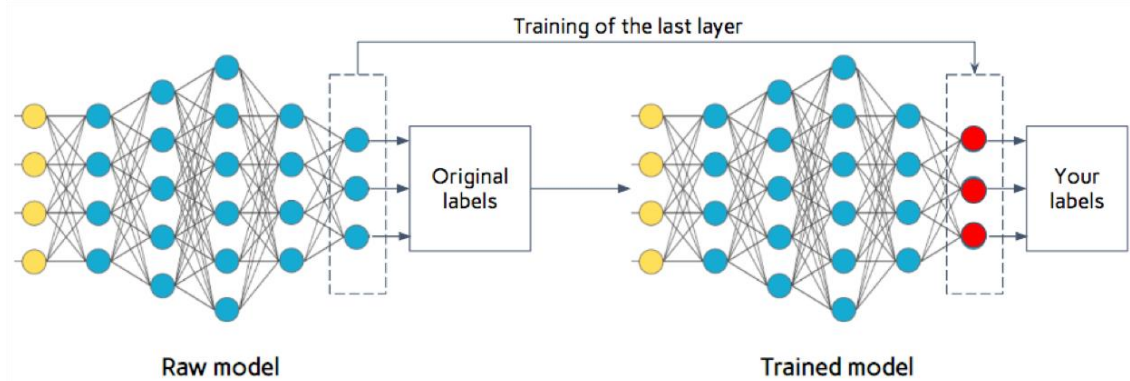 Training of the last layer
Original
labels
Your
labels
Raw model
Trained model